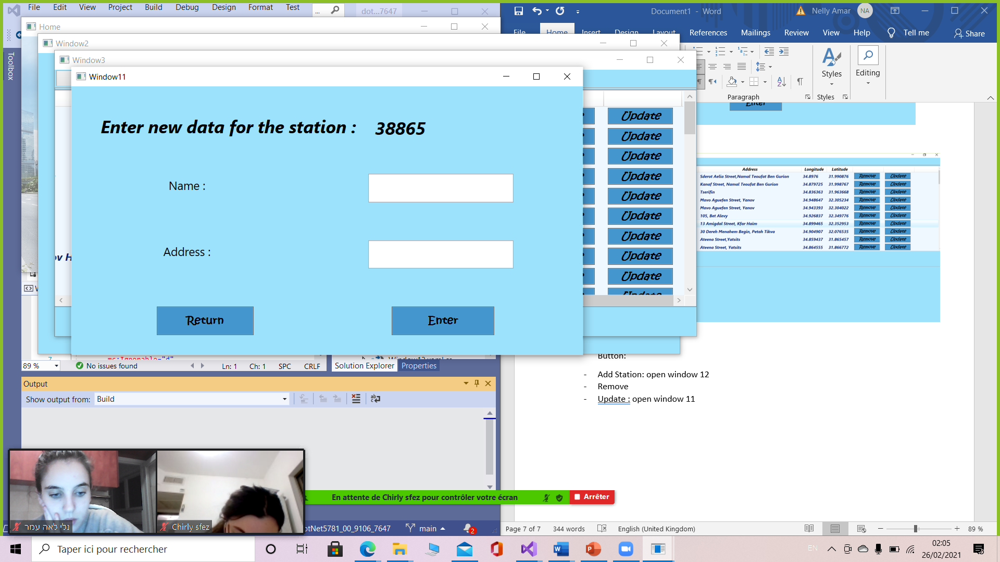 File Edit View Project Build Debug Design Format Test ... dot...7647
Document1 - Word Nelly Amar NA
Home
File Home Insert Design Layout References Mailings Review View Help Tell me Share
Window2
Window3
Window11
Toolbox
Styles
Editing
Paragraph
Styles
Enter new data for the station : 38865
Name :
Address :
Return
Enter
Update
Update
Update
Update
Update
Update
Update
Update
Update
Update
Enter
Address Longitude Latitude
Sderot Aelia Street,Namal Teoufat Ben Gurion 34.8976 31.990876 Remove Update
Kanaf Street, Namal Teoufat Ben Gurion 34.879725 31.998767 Remove Update
Tserifin 34.836363 31.963668 Remove Update
Mavo Aguefen Street, Yanov 34.948647 32.305234 Remove Update
Mavo Aguefen Street, Yanov 34.943393 32.304022 Remove Update
105, Bet Alevy 34.926837 32.349776 Remove Update
13 Amigdal Street, Kfar Haim 34.899465 32.352953 Remove Update
30 Dereh Menahem Begin, Petah Tikva 34.904907 32.076535 Remove Update
Ateena Street,Yatsits 34.859437 31.865457 Remove Update
Ateena Street, Yatsits 34.864555 31.866772 Remove Update
Button:
- Add Station: open window 12
- Remove
- Update : open window 11
7 mc:Ignorable="d"
89 % No issues found Ln: 1 Ch: 1 SPC CRLF
Solution Explorer Properties
Output
Show output from: Build
En attente de Chirly sfez pour contrôler votre écran Arrêter
נלי לאה עמר
Chirly sfez
otNet5781_00_9106_7647 main 2
Page 7 of 7 344 words English (United Kingdom) 89 %
Taper ici pour rechercher
EN
02:05
26/02/2021